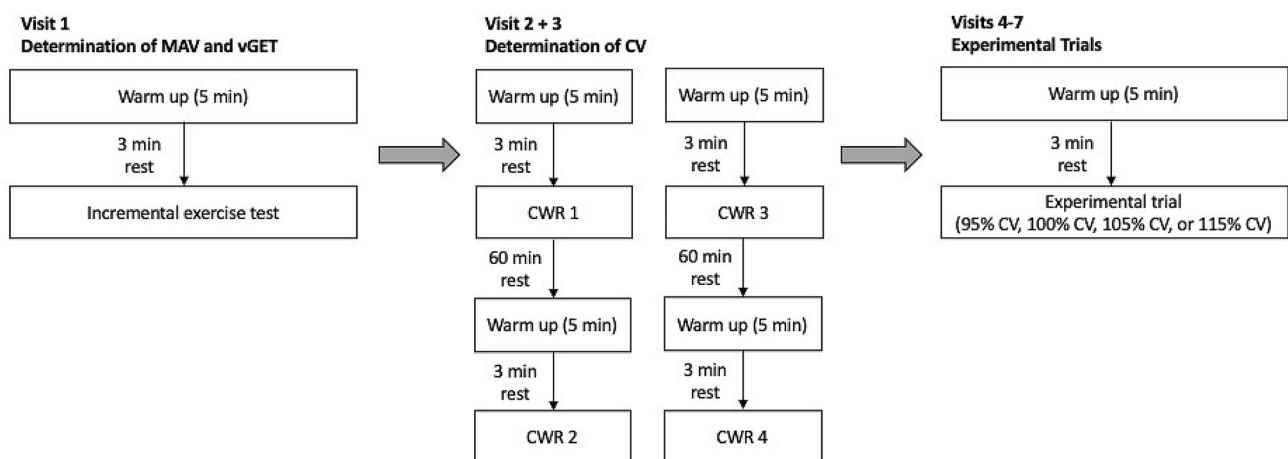 Visit 1
Determination of MAV and vGET
Warm up (5 min)
3 min
rest
Incremental exercise test
Visit 2 + 3
Determination of CV
Warm up (5 min)
3 min
rest
CWR 1
60 min
rest
Warm up (5 min)
3 min
rest
CWR 2
Warm up (5 min)
3 min
rest
CWR 3
60 min
rest
Warm up (5 min)
3 min
rest
CWR 4
Visits 4-7
Experimental Trials
Warm up (5 min)
3 min
rest
Experimental trial
(95% CV, 100% CV, 105% CV, or 115% CV)